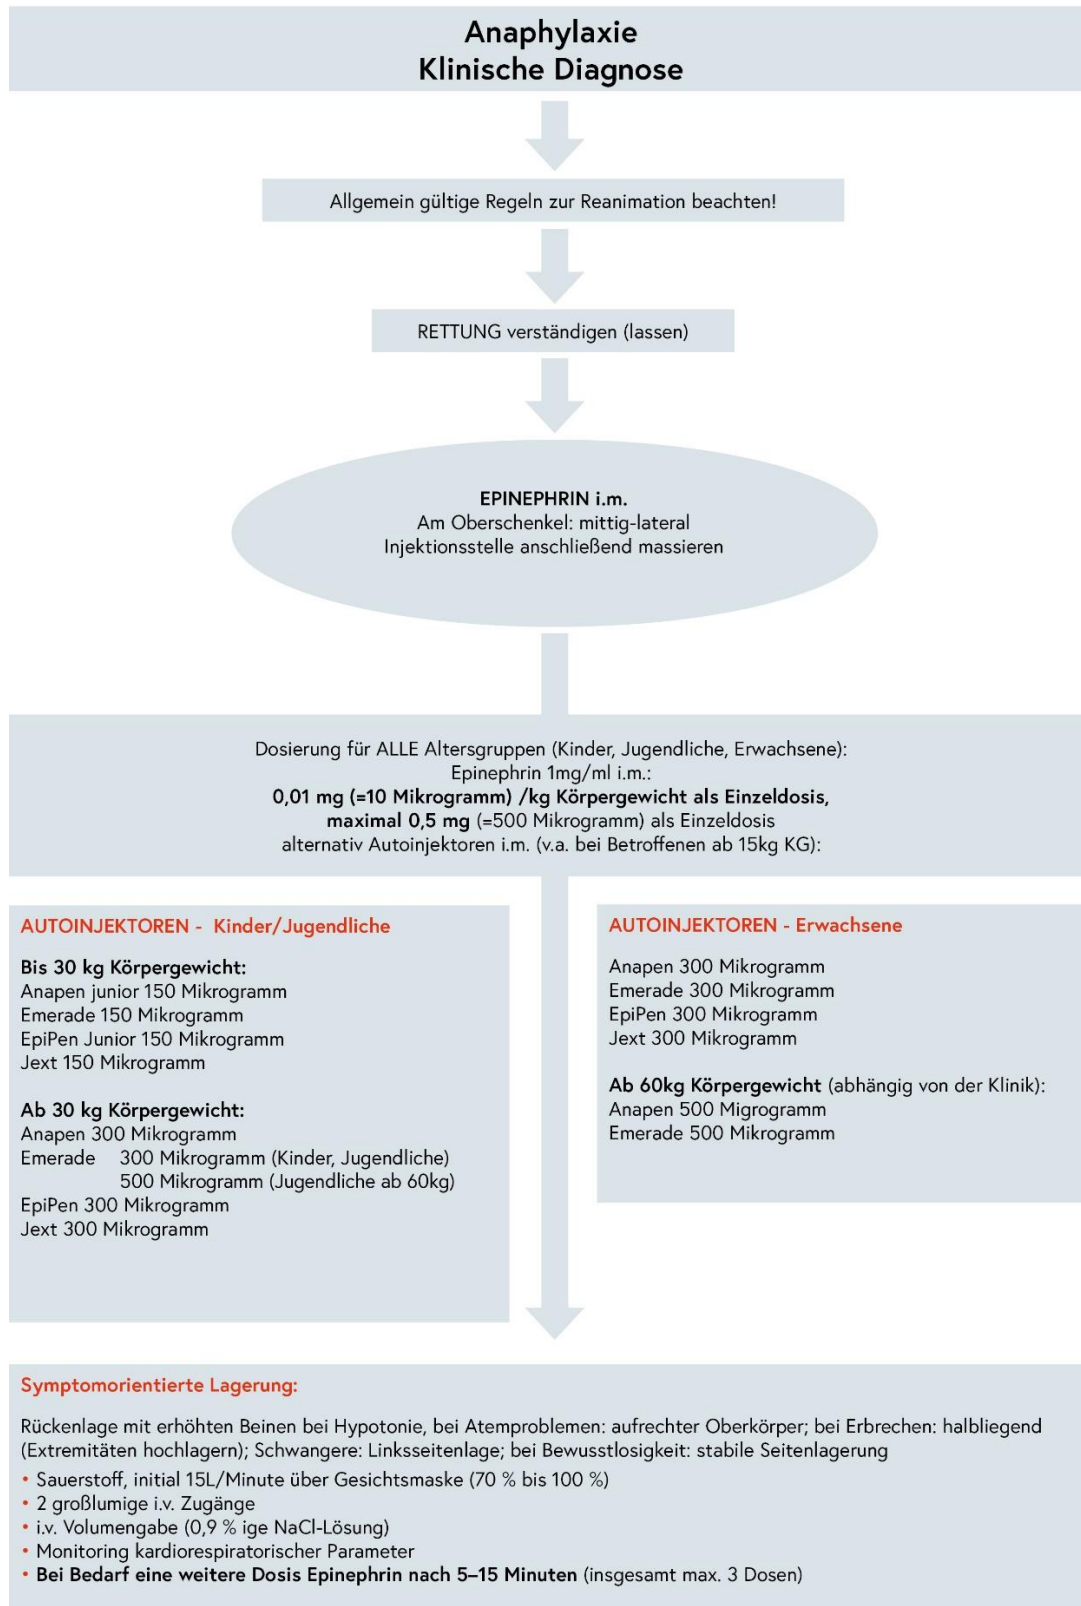 Anaphylaxie
Klinische Diagnose
Allgemein gültige Regeln zur Reanimation beachten!
RETTUNG verständigen (lassen)
EPINEPHRIN i.m.
Am Oberschenkel: mittig-lateral
Injektionsstelle anschließend massieren
Dosierung für ALLE Altersgruppen (Kinder, Jugendliche, Erwachsene):
Epinephrin 1mg/ml i.m.:
0,01 mg (=10 Mikrogramm) /kg Körpergewicht als Einzeldosis,
maximal 0,5 mg (=500 Mikrogramm) als Einzeldosis
alternativ Autoinjektoren i.m. (v.a. bei Betroffenen ab 15kg KG):
AUTOINJEKTOREN - Kinder/Jugendliche
Bis 30 kg Körpergewicht:
Anapen junior 150 Mikrogramm
Emerade 150 Mikrogramm
EpiPen Junior 150 Mikrogramm
Jext 150 Mikrogramm
Ab 30 kg Körpergewicht:
Anapen 300 Mikrogramm
Emerade 300 Mikrogramm (Kinder, Jugendliche)
500 Mikrogramm (Jugendliche ab 60kg)
EpiPen 300 Mikrogramm
Jext 300 Mikrogramm
AUTOINJEKTOREN - Erwachsene
Anapen 300 Mikrogramm
Emerade 300 Mikrogramm
EpiPen 300 Mikrogramm
Jext 300 Mikrogramm
Ab 60kg Körpergewicht (abhängig von der Klinik):
Anapen 500 Migrogramm
Emerade 500 Mikrogramm
Symptomorientierte Lagerung:
Rückenlage mit erhöhten Beinen bei Hypotonie, bei Atemproblemen: aufrechter Oberkörper; bei Erbrechen: halbliegend
(Extremitäten hochlagern); Schwangere: Linksseitenlage; bei Bewusstlosigkeit: stabile Seitenlagerung
• Sauerstoff, initial 15L/Minute über Gesichtsmaske (70 % bis 100 %)
• 2 großlumige i.v. Zugänge
• i.v. Volumengabe (0,9 % ige NaCl-Lösung)
• Monitoring kardiorespiratorischer Parameter
• Bei Bedarf eine weitere Dosis Epinephrin nach 5–15 Minuten (insgesamt max. 3 Dosen)